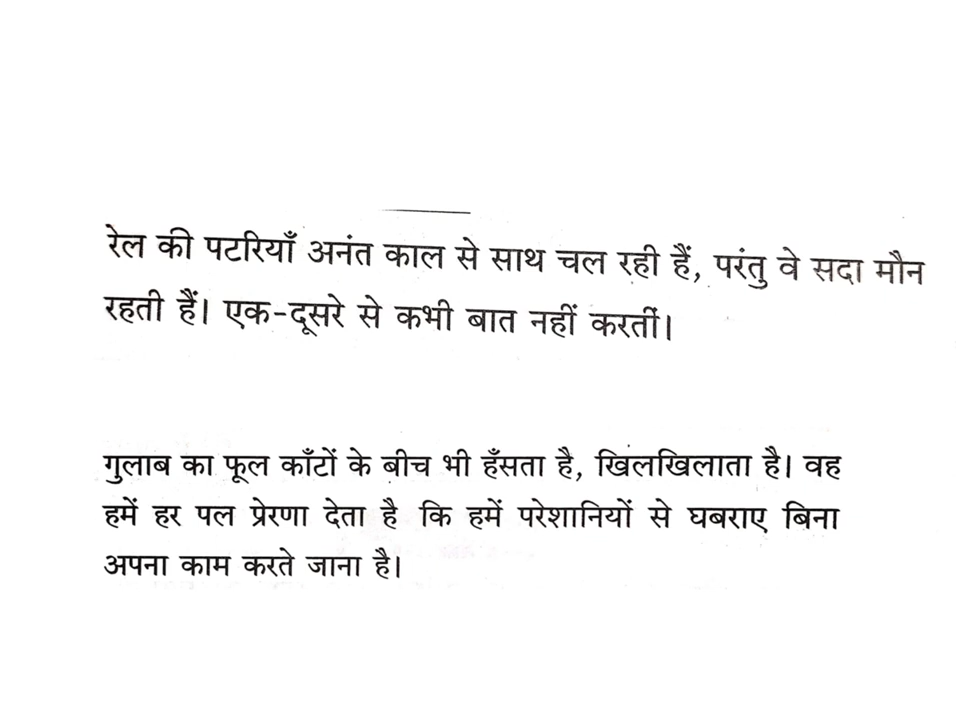 रेल की पटरियाँ अनंत काल से साथ चल रही हैं, परंतु वे सदा मौन
रहती हैं। एक-दूसरे से कभी बात नहीं करतीं।
गुलाब का फूल काँटों के बीच भी हँसता है, खिलखिलाता है। वह
हमें हर पल प्रेरणा देता है कि हमें परेशानियों से घबराए बिना
अपना काम करते जाना है।